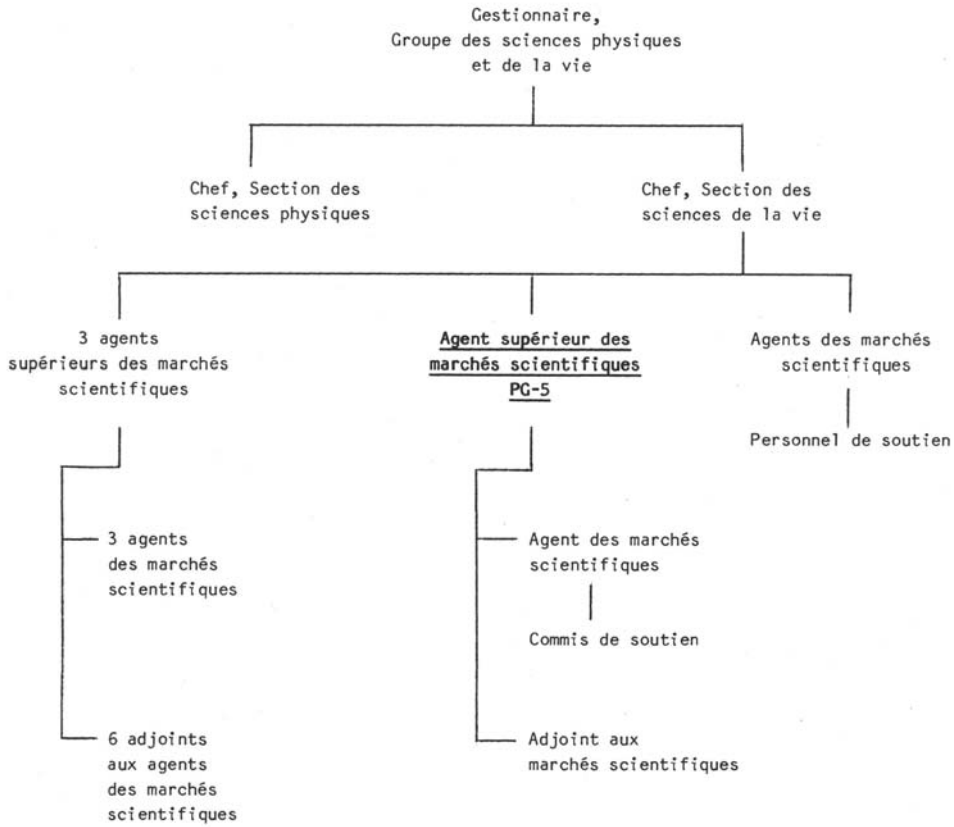 Gestionnaire,
Groupe des sciences physiques
et de la vie
Chef, Section des
sciences physiques
Chef, Section des
sciences de la vie
3 agents
supérieurs des marchés
scientifiques
Agent supérieur des
marchés scientifiques
PG-5
Agents des marchés
scientifiques
Personnel de soutien
3 agents
des marchés
scientifiques
Agent des marchés
scientifiques
Commis de soutien
6 adjoints
aux agents
des marchés
scientifiques
Adjoint aux
marchés scientifiques